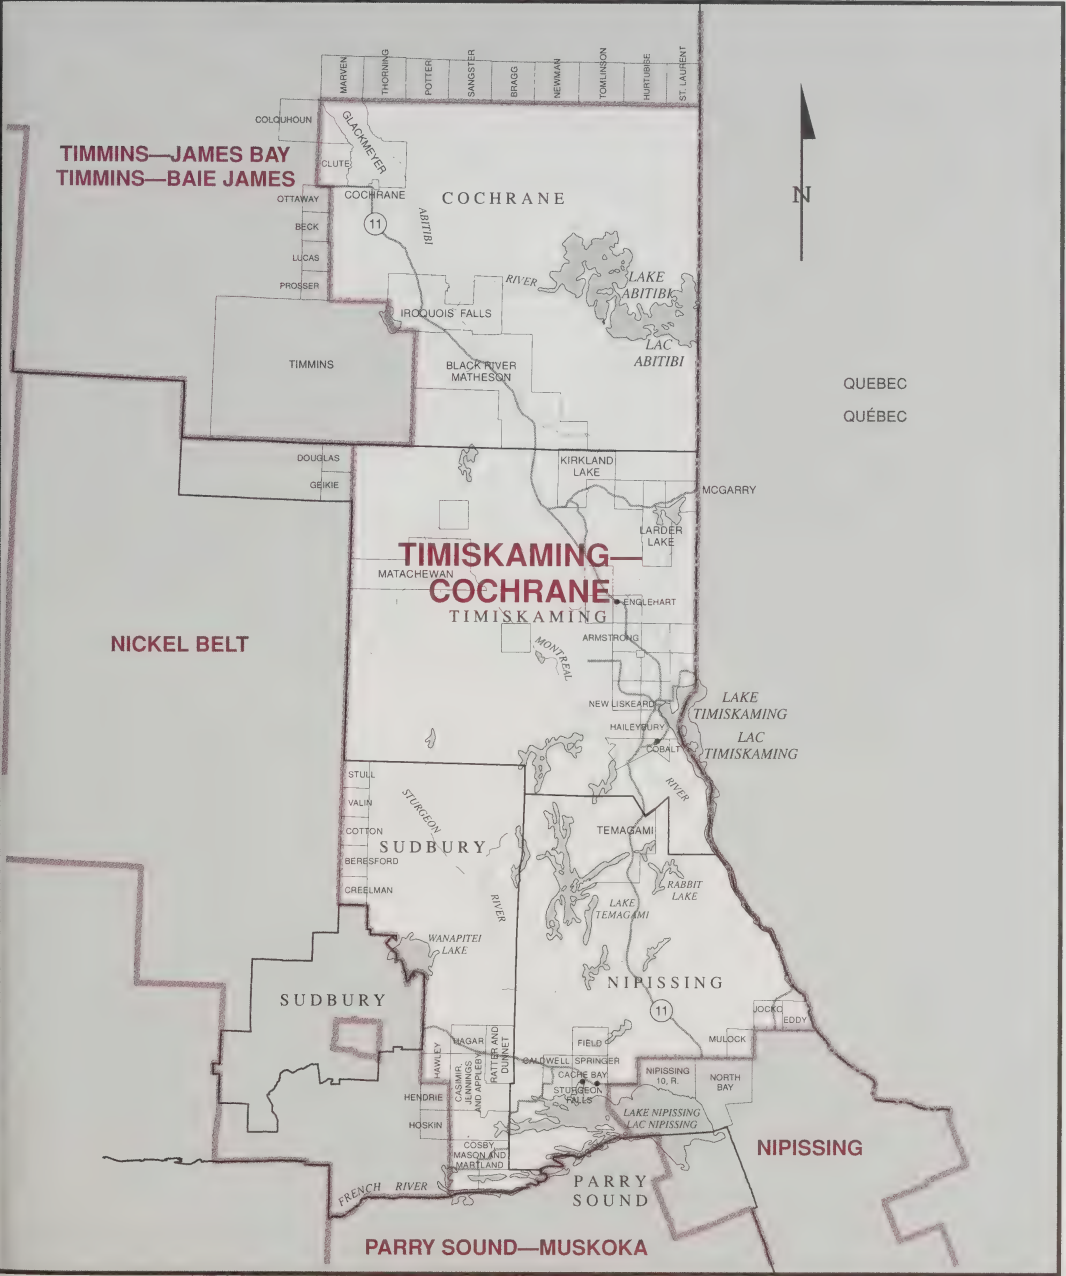 MARVEN
THORNING
POTTER
SANGSTER
BRAGG
NEWMAN
TOMLINSON
HURTUBISE
ST. LAURENT
COLQUHOUN
GLACKMEYER
TIMMINS—JAMES BAY
TIMMINS—BAIE JAMES
CLUTE
OTTAWAY
COCHRANE
COCHRANE
N
BECK
11
ABITIBI
LUCAS
PROSSER
RIVER
LAKE
ABITIBI
IROQUOIS FALLS
LAC
ABITIBI
TIMMINS
BLACK RIVER
MATHESON
QUEBEC
QUÉBEC
DOUGLAS
GEIKIE
KIRKLAND
LAKE
MCGARRY
LARDER
LAKE
TIMISKAMING—
COCHRANE
MATACHEWAN
ENGLEHART
TIMISKAMING
ARMSTRONG
NICKEL BELT
MONTREAL
NEW LISKEARD
LAKE
TIMISKAMING
HAILEYBURY
COBALT
LAC
TIMISKAMING
RIVER
STULL
VALIN
STURGEON
COTTON
SUDBURY
TEMAGAMI
BERESFORD
CREELMAN
RIVER
RABBIT
LAKE
LAKE
TEMAGAMI
WANAPITEI
LAKE
NIPISSING
SUDBURY
11
JOCKO
EDDY
HAWLEY
HAGAR
RATTER AND
DUNNET
FIELD
MULOCK
CALDWELL
SPRINGER
CASIMIR,
JENNINGS
AND APPLEBY
CACHE BAY
NIPISSING
10, R.
NORTH
BAY
STURGEON
FALLS
HENDRIE
HOSKIN
LAKE NIPISSING
LAC NIPISSING
COSBY
MASON AND
MARTLAND
NIPISSING
FRENCH RIVER
PARRY
SOUND
PARRY SOUND—MUSKOKA